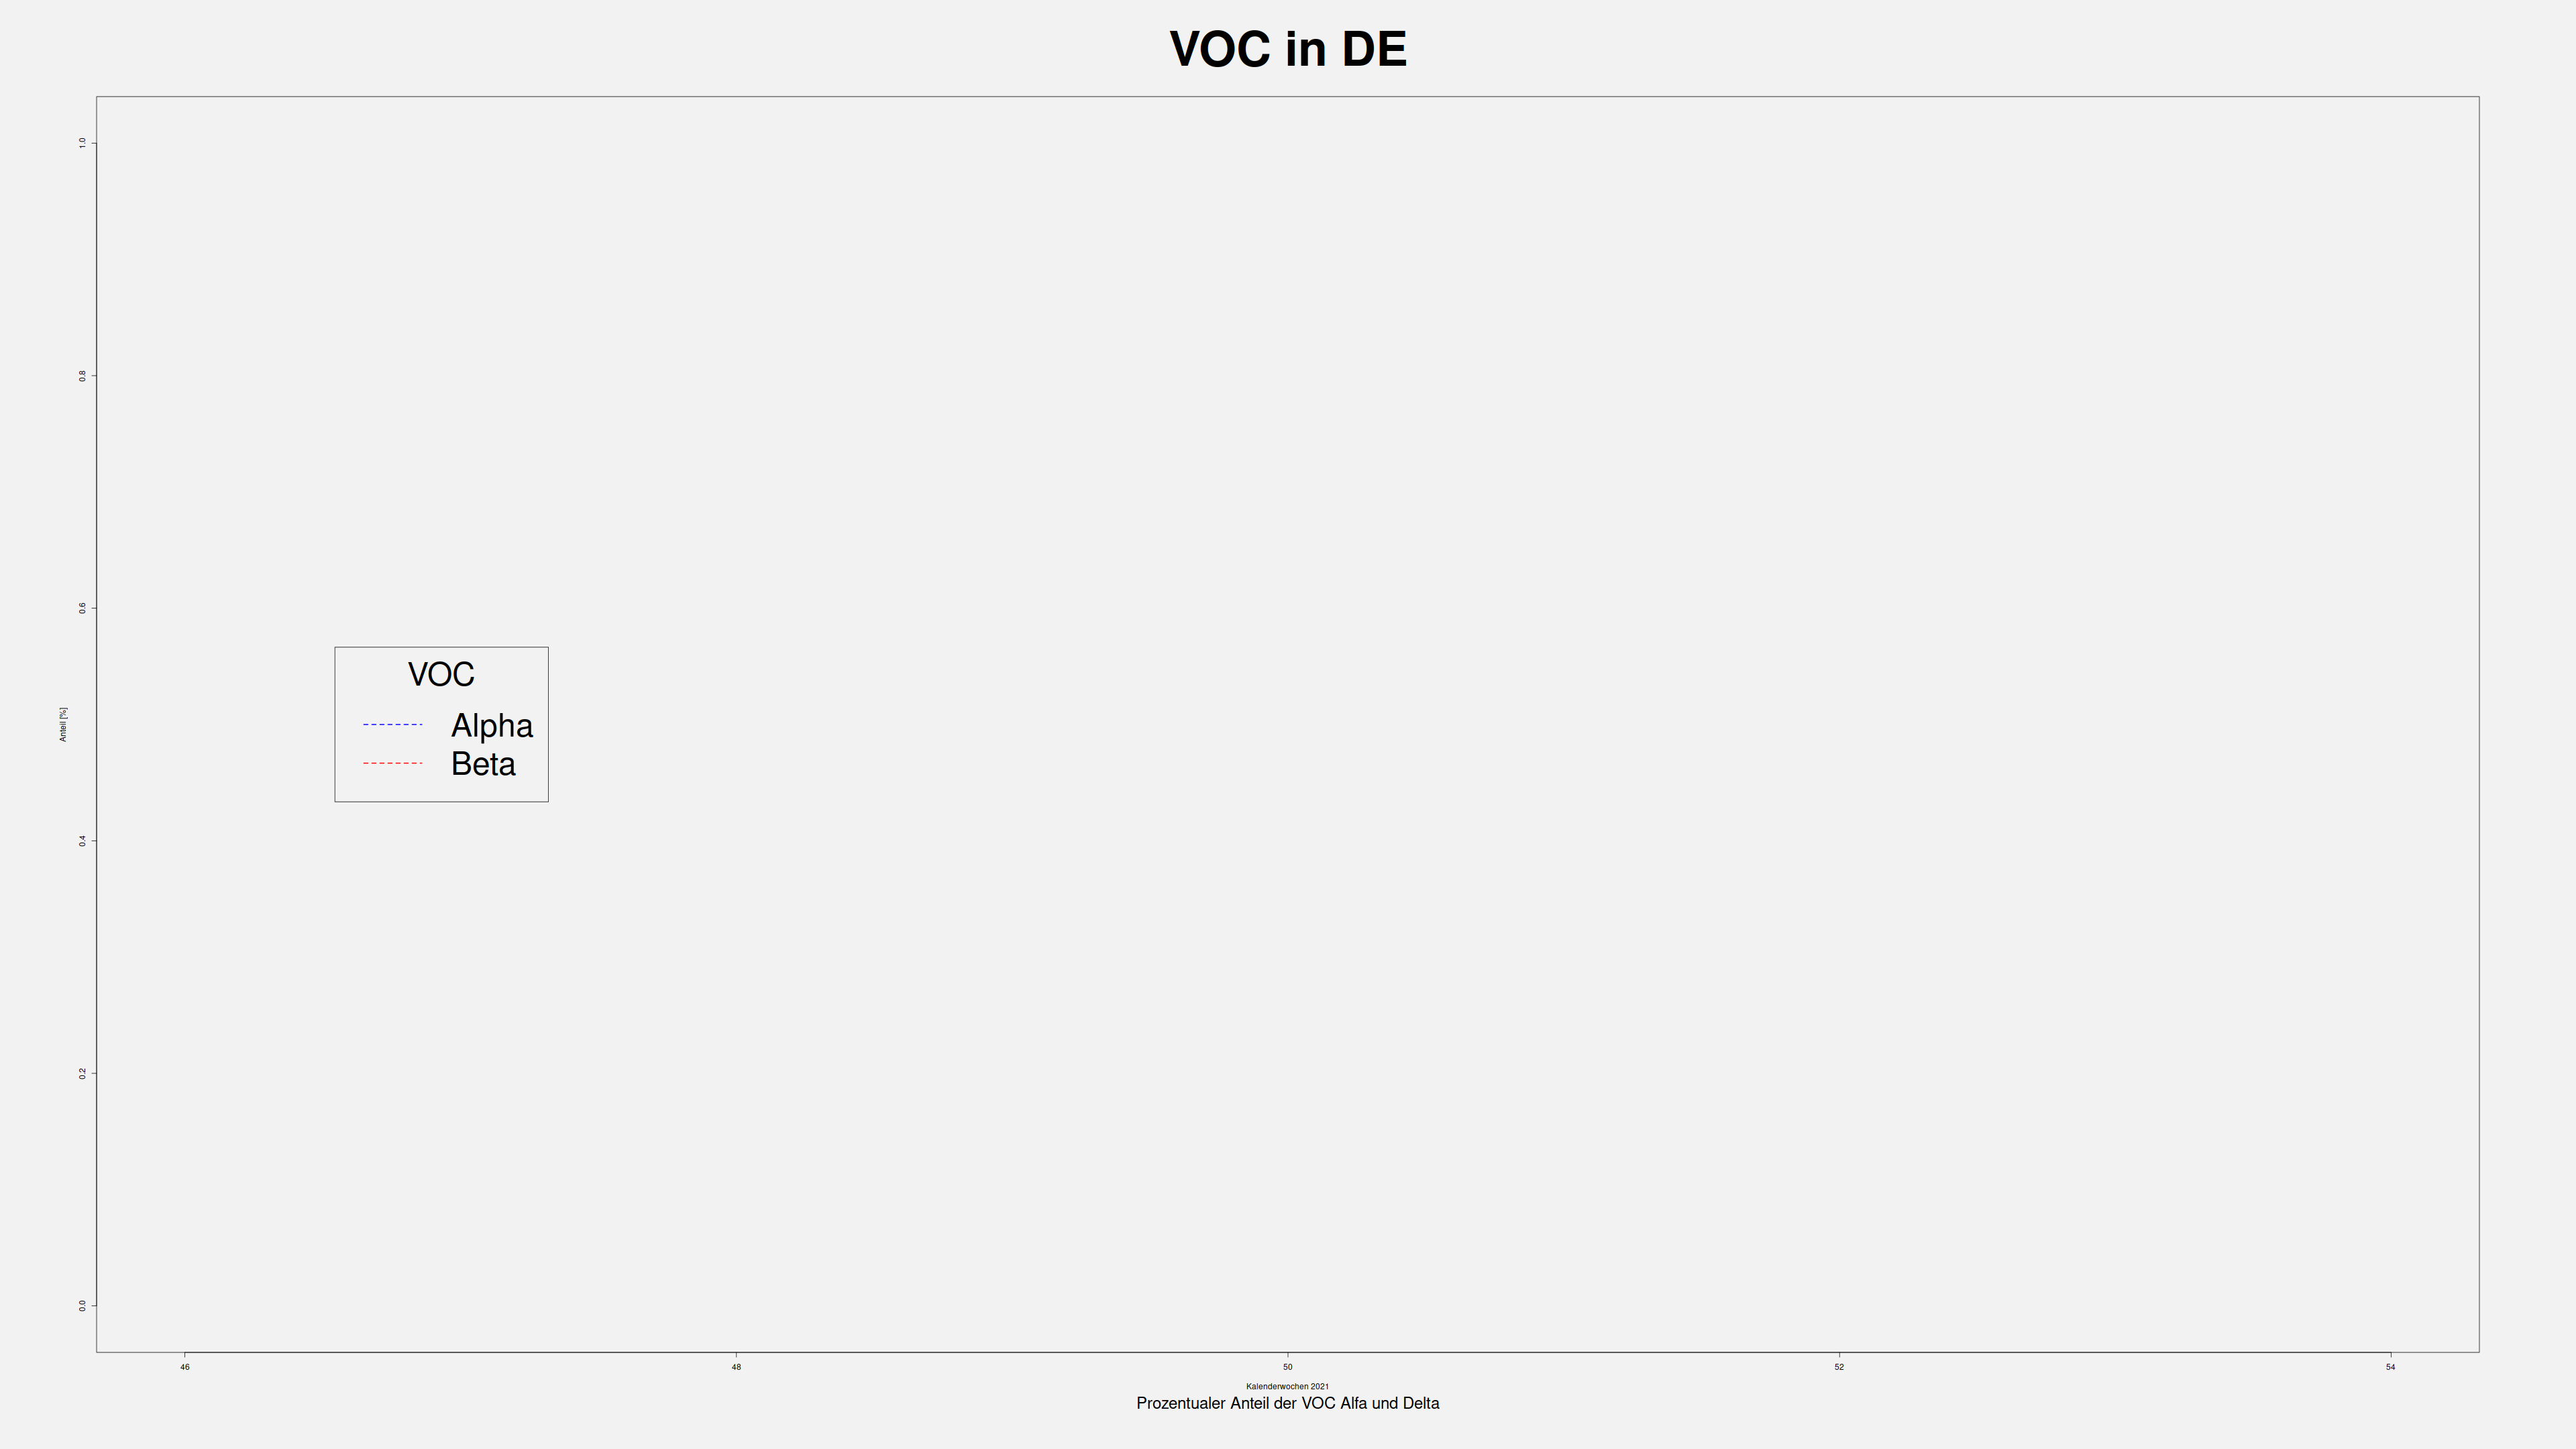 VOC in DE
1.0
0.8
0.6
0.4
0.2
0.0
Anteil [%]
VOC
Alpha
Beta
46 48 50 52 54
Kalenderwochen 2021
Prozentualer Anteil der VOC Alfa und Delta